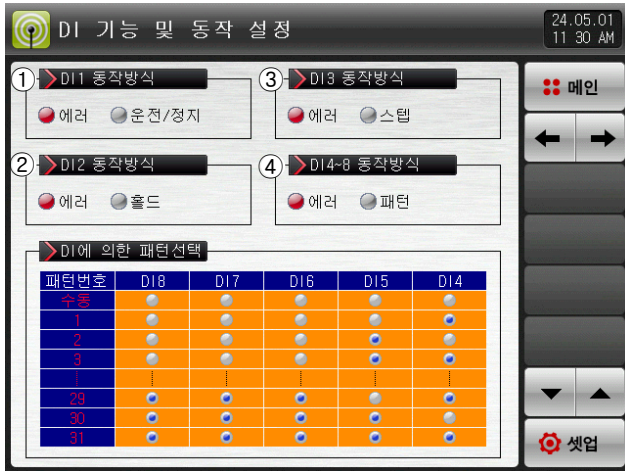 DI 기능 및 동작 설정
24.05.01
11 30 AM
① DI1 동작방식
에러 운전/정지
③ DI3 동작방식
에러 스텝
② DI2 동작방식
에러 홀드
④ DI4~8 동작방식
에러 패턴
DI에 의한 패턴선택
패턴번호 DI8 DI7 DI6 DI5 DI4
수동
1
2
3
29
30
31
메인
셋업